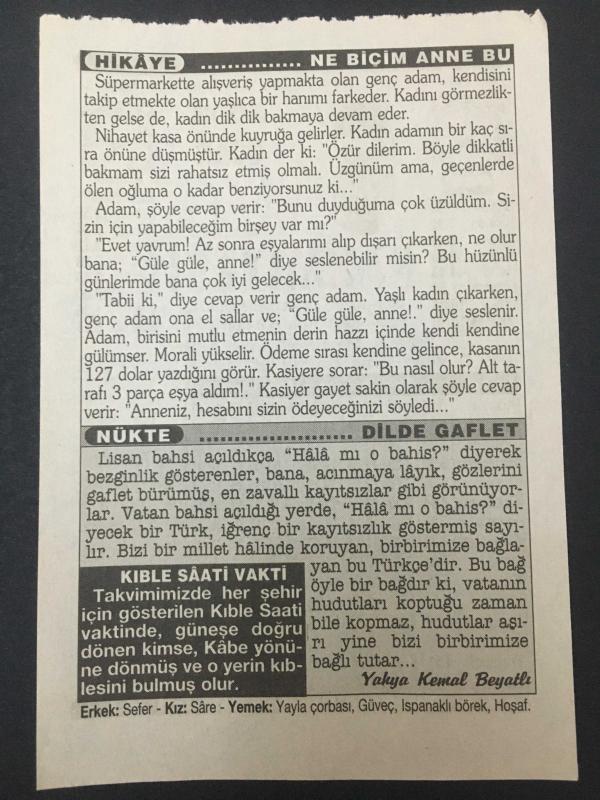 HİKÂYE ............... NE BİÇİM ANNE BU
Süpermarkette alışveriş yapmakta olan genç adam, kendisini
takip etmekte olan yaşlıca bir hanımı farkeder. Kadını görmezlik-
ten gelse de, kadın dik dik bakmaya devam eder.
Nihayet kasa önünde kuyruğa gelirler. Kadın adamın bir kaç sı-
ra önüne düşmüştür. Kadın der ki: "Özür dilerim. Böyle dikkatli
bakmam sizi rahatsız etmiş olmalı. Üzgünüm ama, geçenlerde
ölen oğluma o kadar benziyorsunuz ki..."
Adam, şöyle cevap verir: "Bunu duyduğuma çok üzüldüm. Si-
zin için yapabileceğim birşey var mı?"
"Evet yavrum! Az sonra eşyalarımı alıp dışarı çıkarken, ne olur
bana; “Güle güle, anne!” diye seslenebilir misin? Bu hüzünlü
günlerimde bana çok iyi gelecek..."
"Tabii ki," diye cevap verir genç adam. Yaşlı kadın çıkarken,
genç adam ona el sallar ve; “Güle güle, anne!.” diye seslenir.
Adam, birisini mutlu etmenin derin hazzı içinde kendi kendine
gülümser. Morali yükselir. Ödeme sırası kendine gelince, kasanın
127 dolar yazdığını görür. Kasiyere sorar: "Bu nasıl olur? Alt ta-
rafı 3 parça eşya aldım!." Kasiyer gayet sakin olarak şöyle cevap
verir: "Anneniz, hesabını sizin ödeyeceğinizi söyledi..."
NÜKTE ....................... DİLDE GAFLET
Lisan bahsi açıldıkça “Hâlâ mı o bahis?” diyerek
bezginlik gösterenler, bana, acınmaya lâyık, gözlerini
gaflet bürümüş, en zavallı kayıtsızlar gibi görünüyor-
lar. Vatan bahsi açıldığı yerde, “Hâlâ mı o bahis?” di-
yecek bir Türk, iğrenç bir kayıtsızlık göstermiş sayı-
lır. Bizi bir millet hâlinde koruyan, birbirimize bağla-
yan bu Türkçe’dir. Bu bağ
öyle bir bağdır ki, vatanın
hudutları koptuğu zaman
bile kopmaz, hudutlar aşı-
rı yine bizi birbirimize
bağlı tutar...
Yahya Kemal Beyatlı
KIBLE SÂATİ VAKTİ
Takvimimizde her şehir
için gösterilen Kıble Saati
vaktinde, güneşe doğru
dönen kimse, Kâbe yönü-
ne dönmüş ve o yerin kıb-
lesini bulmuş olur.
Erkek: Sefer - Kız: Sâre - Yemek: Yayla çorbası, Güveç, Ispanaklı börek, Hoşaf.